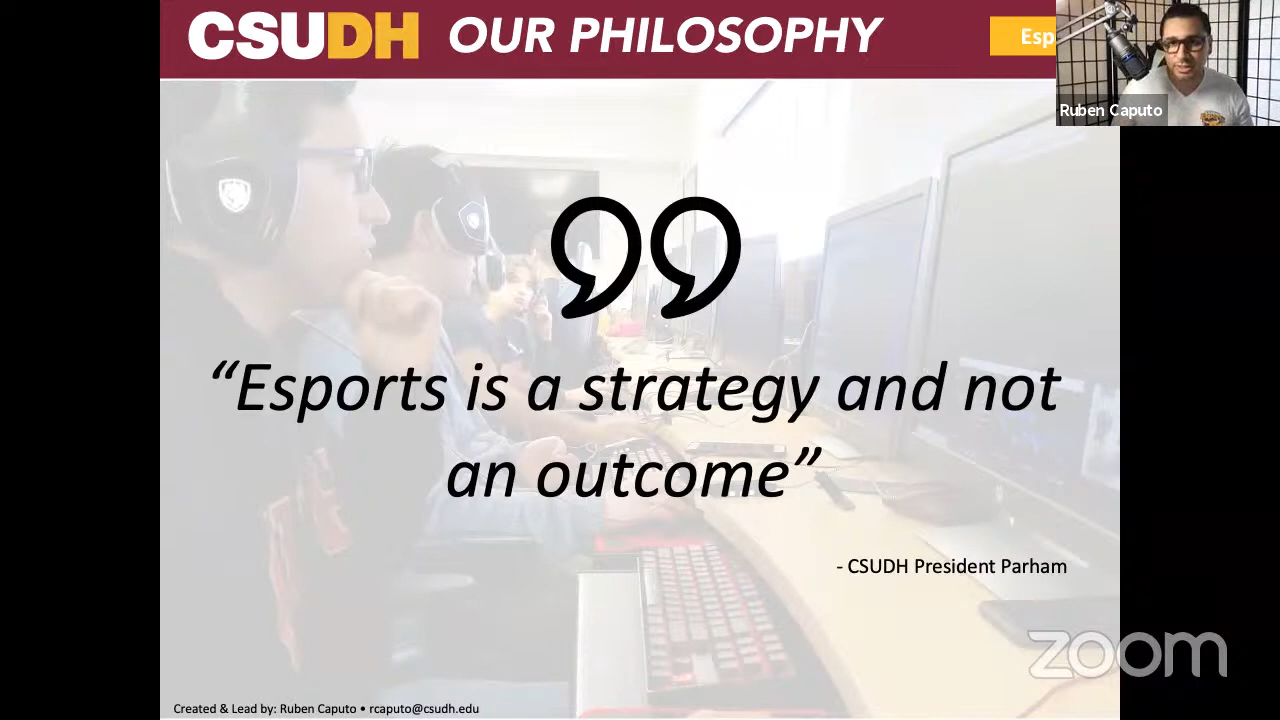 CSUDH OUR PHILOSOPHY
Esp
Ruben Caputo
“Esports is a strategy and not
an outcome”
- CSUDH President Parham
zoom
Created & Lead by: Ruben Caputo • rcaputo@csudh.edu